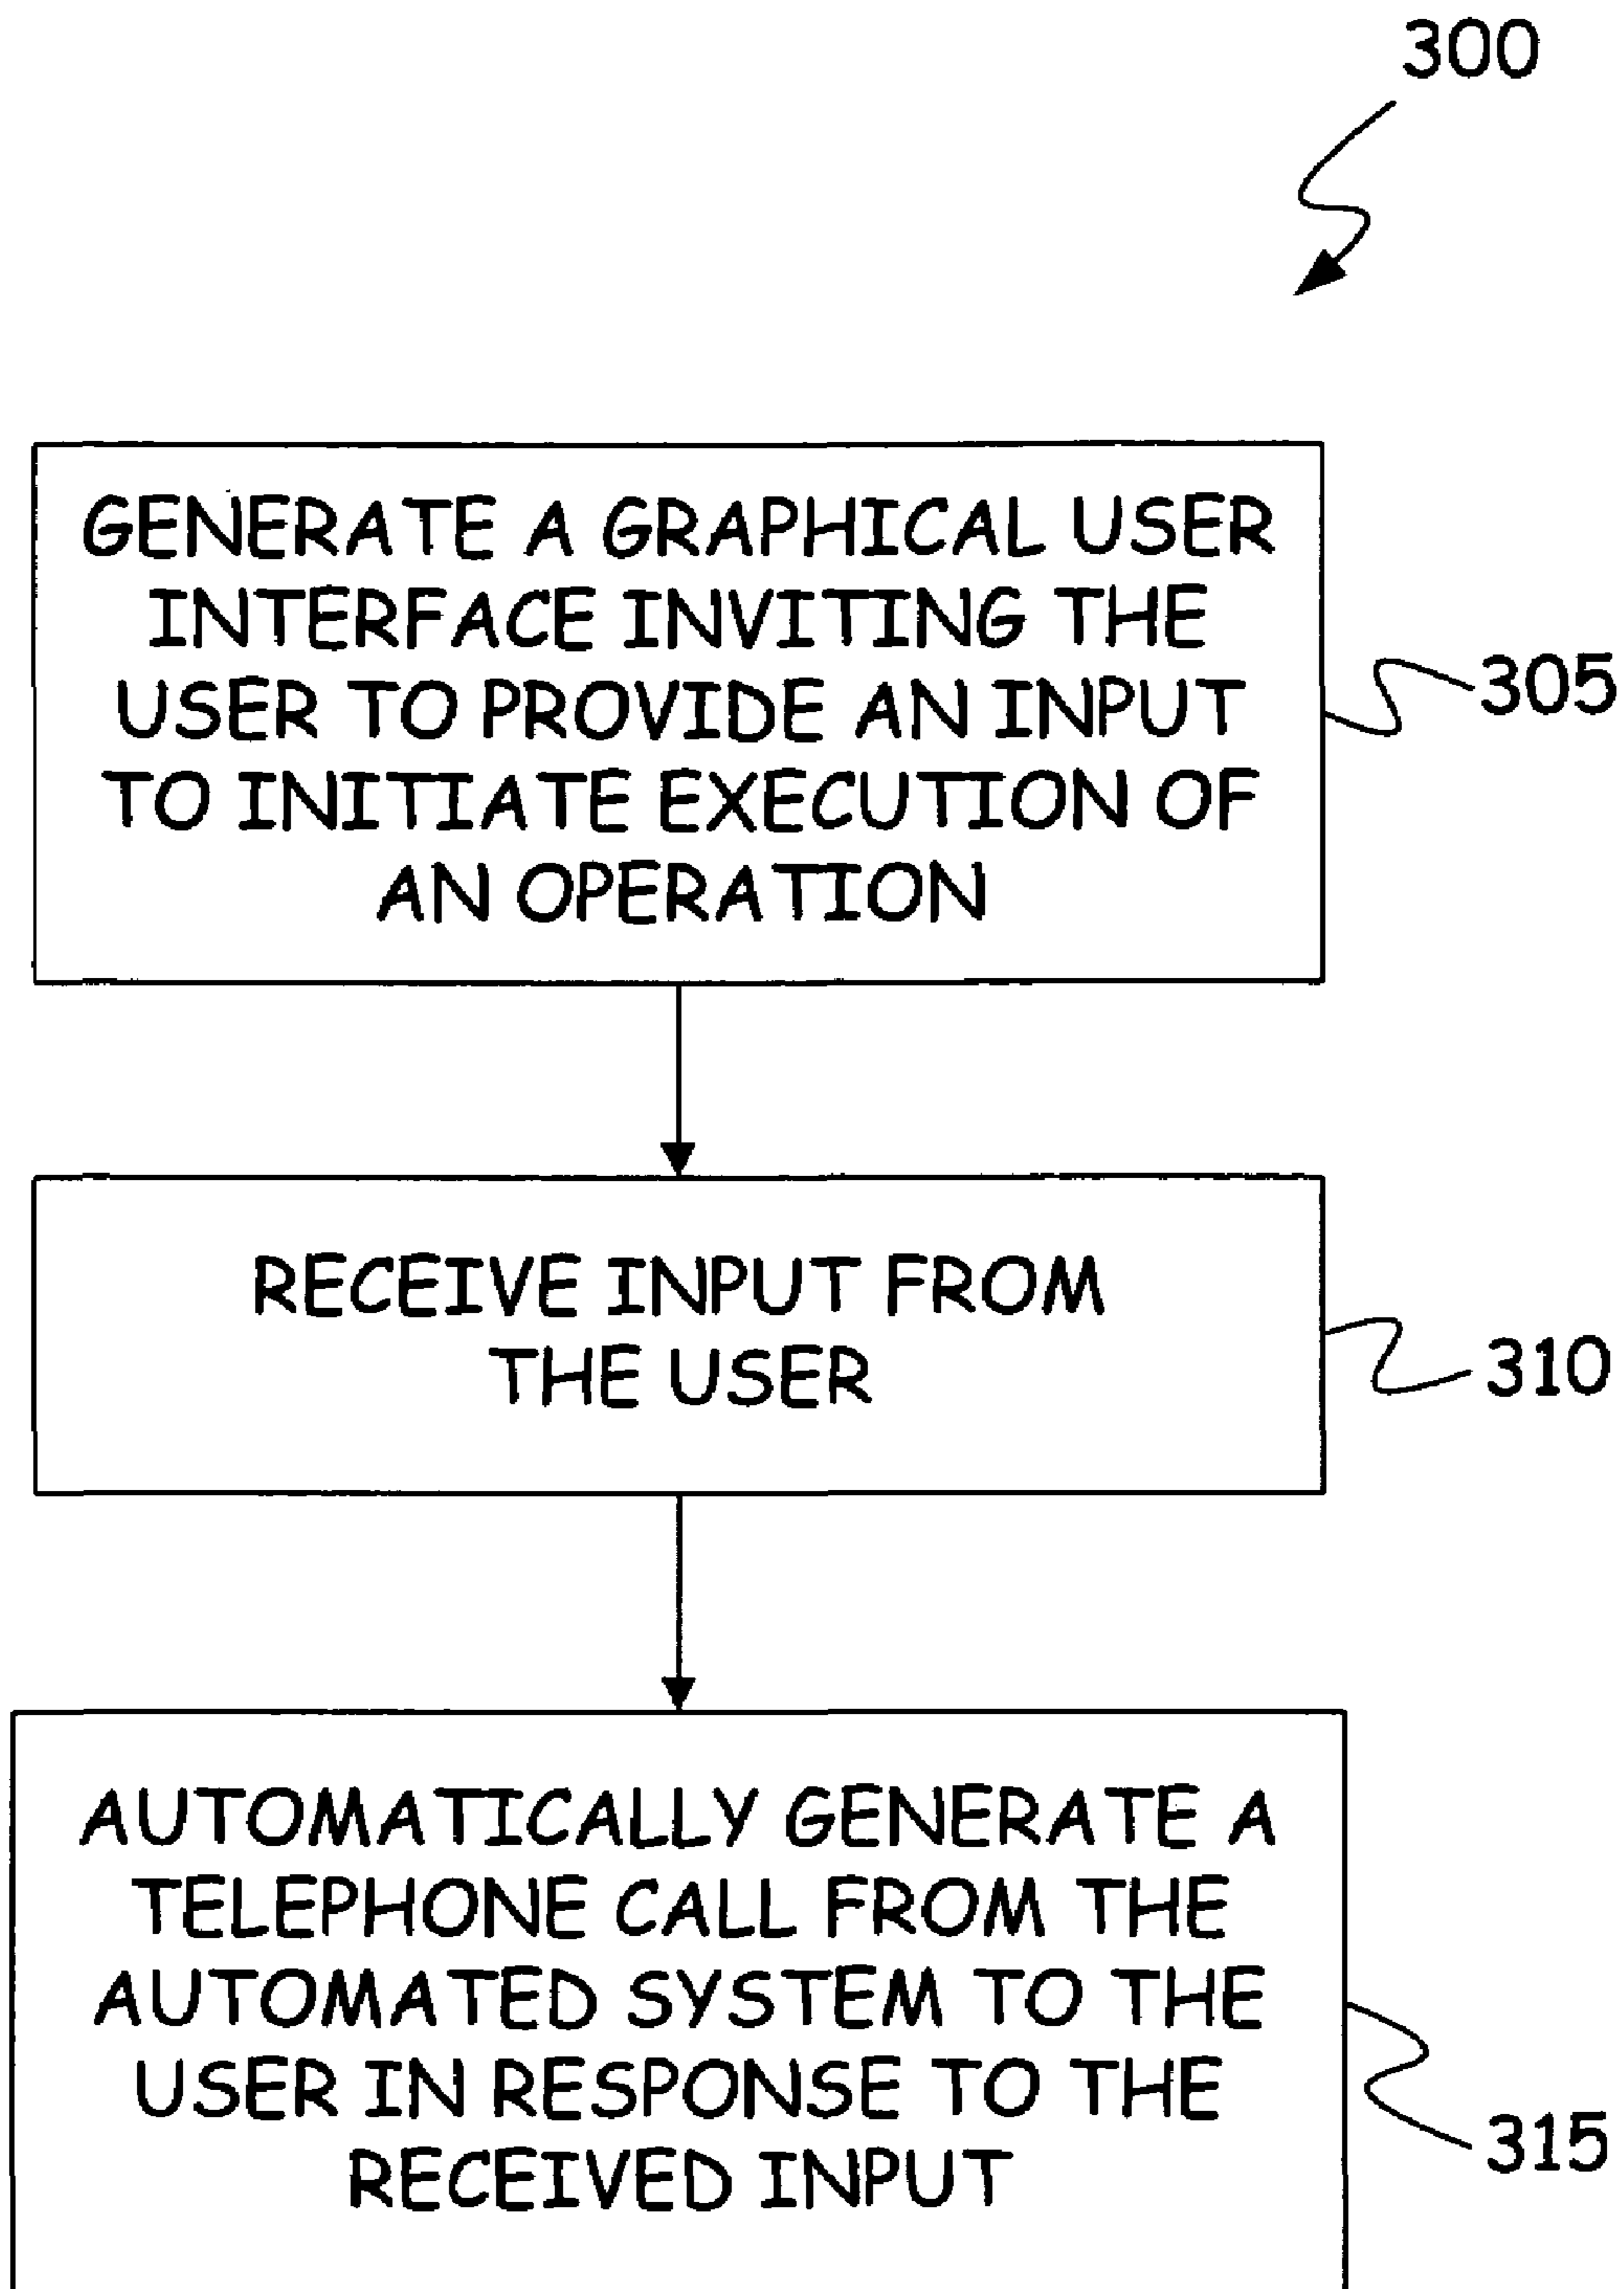 300
GENERATE A GRAPHICAL USER
INTERFACE INVITING THE
USER TO PROVIDE AN INPUT
TO INITIATE EXECUTION OF
AN OPERATION
305
RECEIVE INPUT FROM
THE USER
310
AUTOMATICALLY GENERATE A
TELEPHONE CALL FROM THE
AUTOMATED SYSTEM TO THE
USER IN RESPONSE TO THE
RECEIVED INPUT
315